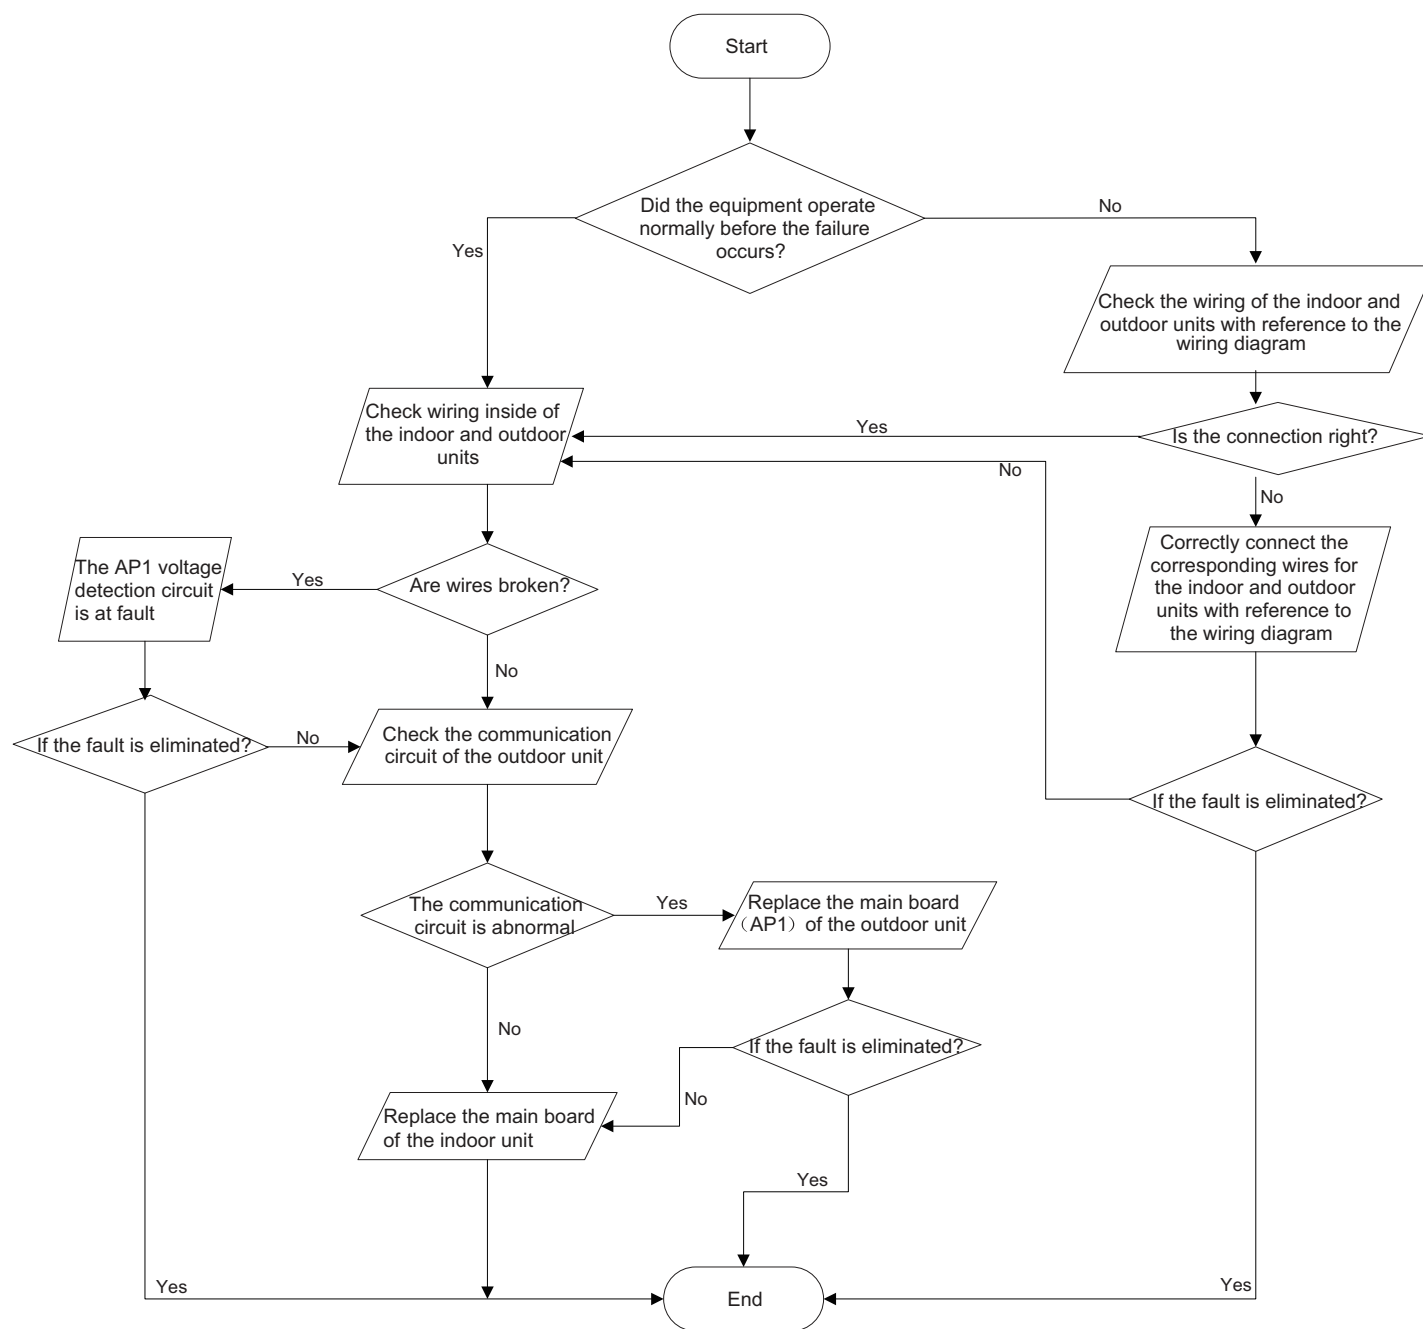 Start
Did the equipment operate
normally before the failure
occurs?
No
Yes
Check the wiring of the indoor and
outdoor units with reference to the
wiring diagram
Check wiring inside of
the indoor and outdoor
units
Yes
Is the connection right?
No
No
Correctly connect the
corresponding wires for
the indoor and outdoor
units with reference to
the wiring diagram
The AP1 voltage
detection circuit
is at fault
Yes
Are wires broken?
No
If the fault is eliminated?
No
Check the communication
circuit of the outdoor unit
If the fault is eliminated?
The communication
circuit is abnormal
Yes
Replace the main board
（AP1）of the outdoor unit
No
If the fault is eliminated?
No
Replace the main board
of the indoor unit
Yes
Yes
End
Yes